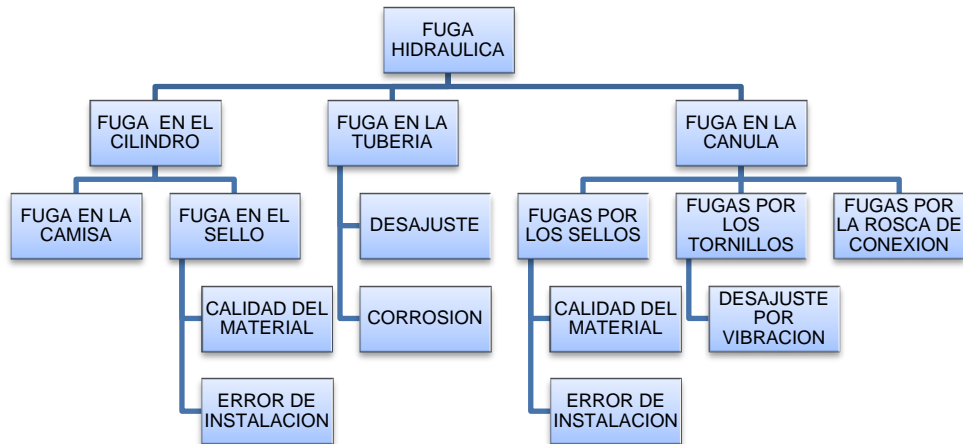 FUGA
HIDRAULICA
FUGA EN EL
CILINDRO
FUGA EN LA
TUBERIA
FUGA EN LA
CANULA
FUGA EN LA
CAMISA
FUGA EN EL
SELLO
DESAJUSTE
FUGAS POR
LOS SELLOS
FUGAS POR
LOS
TORNILLOS
FUGAS POR
LA ROSCA DE
CONEXION
CALIDAD DEL
MATERIAL
CORROSION
CALIDAD DEL
MATERIAL
DESAJUSTE
POR
VIBRACION
ERROR DE
INSTALACION
ERROR DE
INSTALACION